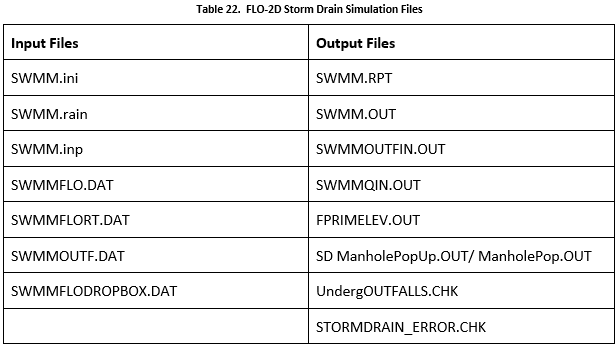 Table 22. FLO-2D Storm Drain Simulation Files
Input Files Output Files
SWMM.ini SWMM.RPT
SWMM.rain SWMM.OUT
SWMM.inp SWMMOUTFIN.OUT
SWMMFLO.DAT SWMMQIN.OUT
SWMMFLORT.DAT FPRIMELEV.OUT
SWMMOUTF.DAT SD ManholePopUp.OUT/ ManholePop.OUT
SWMMFLODROPBOX.DAT UndergOUTFALLS.CHK
STORMDRAIN_ERROR.CHK